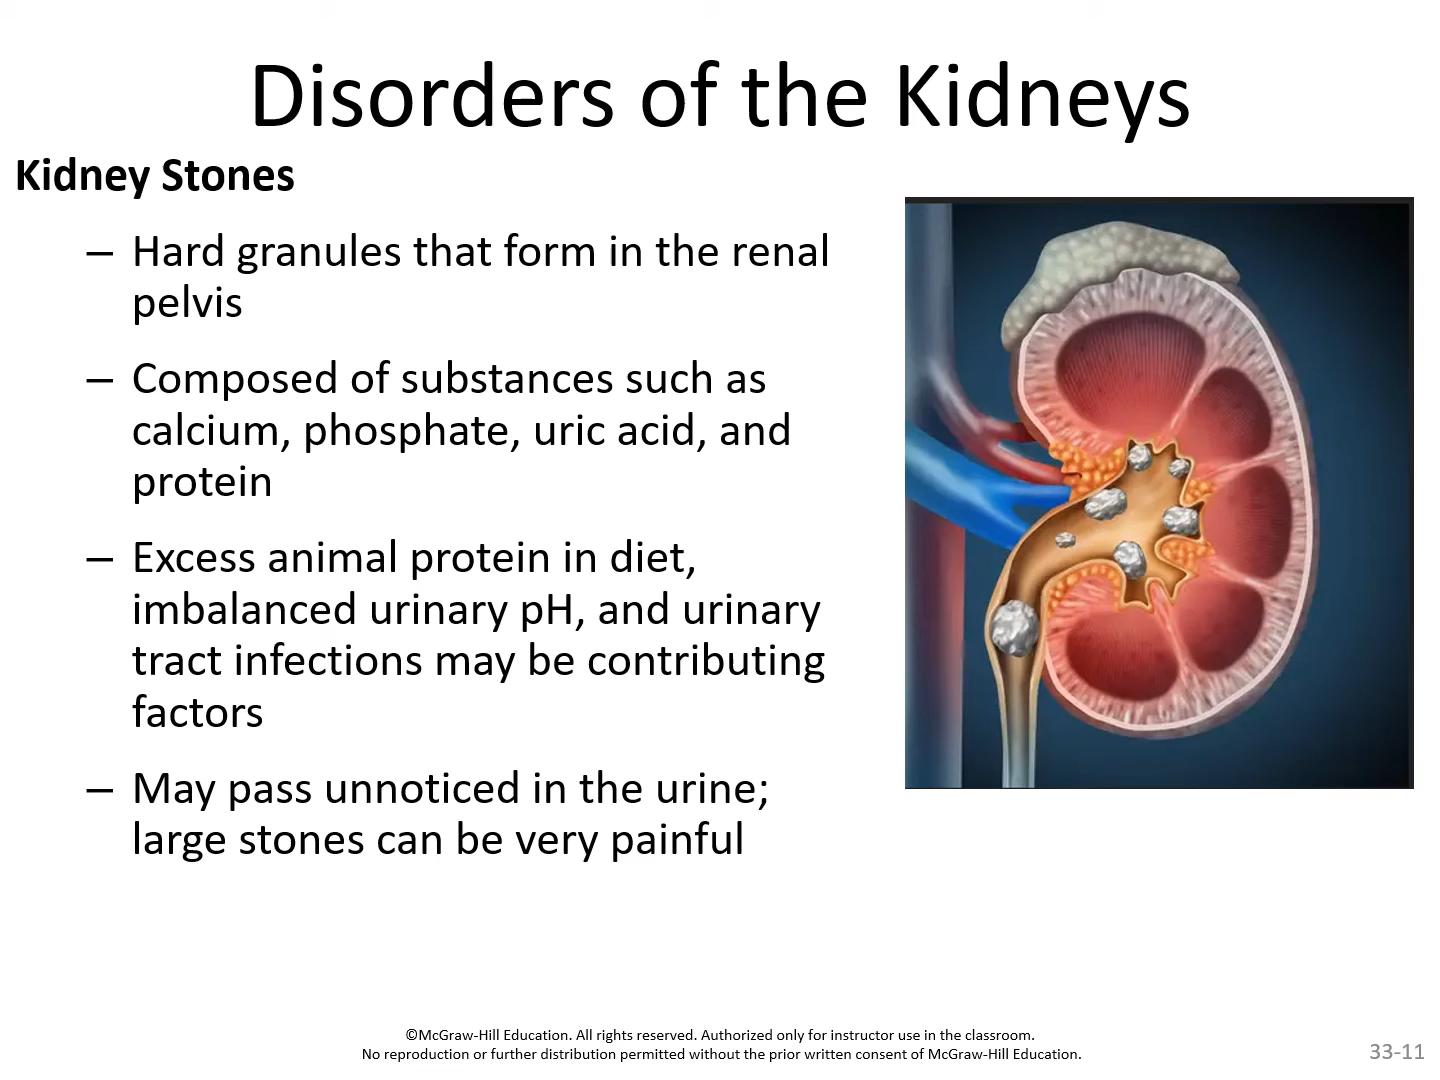 Disorders of the Kidneys
Kidney Stones
– Hard granules that form in the renal
pelvis
– Composed of substances such as
calcium, phosphate, uric acid, and
protein
– Excess animal protein in diet,
imbalanced urinary pH, and urinary
tract infections may be contributing
factors
– May pass unnoticed in the urine;
large stones can be very painful
©McGraw-Hill Education. All rights reserved. Authorized only for instructor use in the classroom.
No reproduction or further distribution permitted without the prior written consent of McGraw-Hill Education.
33-11